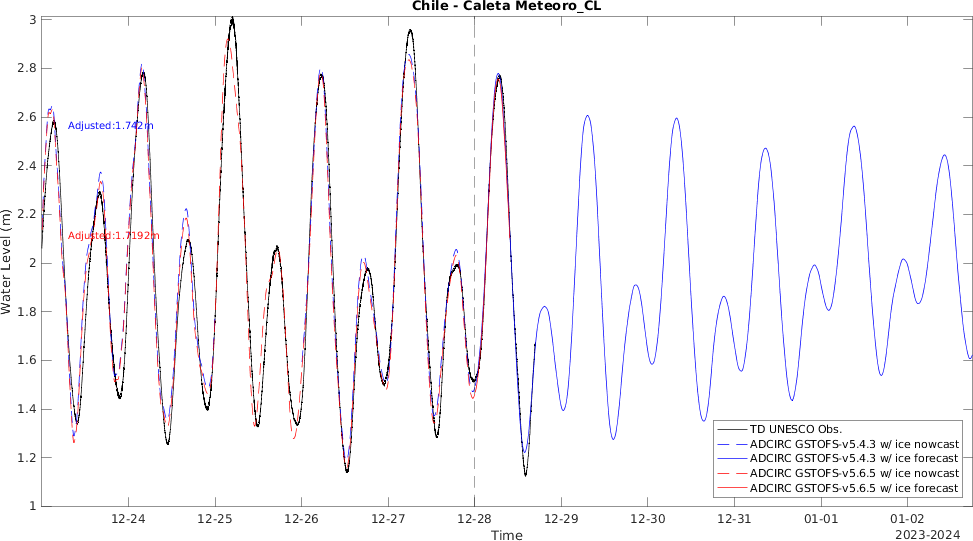 Chile - Caleta Meteoro_CL
3
2.8
2.6
2.4
2.2
2
1.8
1.6
1.4
1.2
1
Water Level (m)
Adjusted:1.742m
Adjusted:1.7192m
TD UNESCO Obs.
ADCIRC GSTOFS-v5.4.3 w/ ice nowcast
ADCIRC GSTOFS-v5.4.3 w/ ice forecast
ADCIRC GSTOFS-v5.6.5 w/ ice nowcast
ADCIRC GSTOFS-v5.6.5 w/ ice forecast
12-24 12-25 12-26 12-27 12-28 12-29 12-30 12-31 01-01 01-02
Time
2023-2024